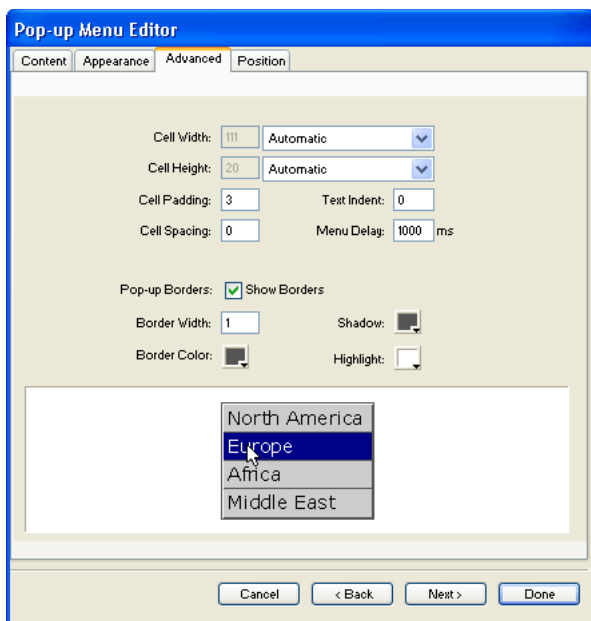 Pop-up Menu Editor
Content Appearance Advanced Position
Cell Width: 111 Automatic
Cell Height: 20 Automatic
Cell Padding: 3 Text Indent: 0
Cell Spacing: 0 Menu Delay: 1000 ms
Pop-up Borders: Show Borders
Border Width: 1 Shadow:
Border Color: Highlight:
North America
Europe
Africa
Middle East
Cancel < Back Next > Done